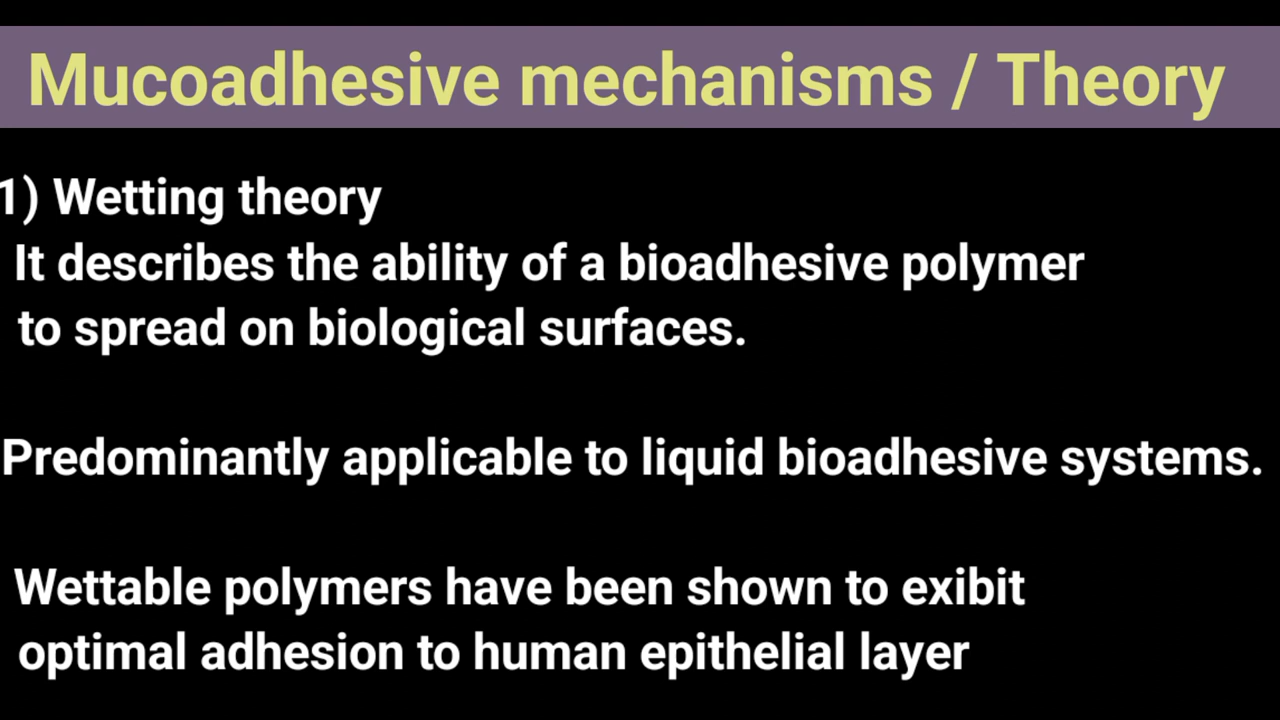 Mucoadhesive mechanisms / Theory
1) Wetting theory
It describes the ability of a bioadhesive polymer
to spread on biological surfaces.
Predominantly applicable to liquid bioadhesive systems.
Wettable polymers have been shown to exibit
optimal adhesion to human epithelial layer